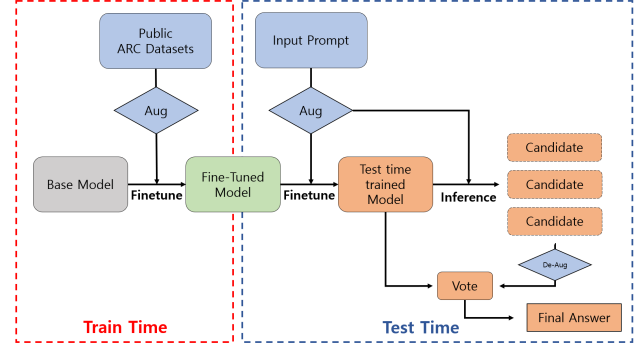 Public
ARC Datasets
Input Prompt
Aug
Aug
Candidate
Base Model
Fine-Tuned
Model
Test time
trained
Model
Finetune
Finetune
Inference
Candidate
Candidate
De-Aug
Vote
Final Answer
Train Time
Test Time